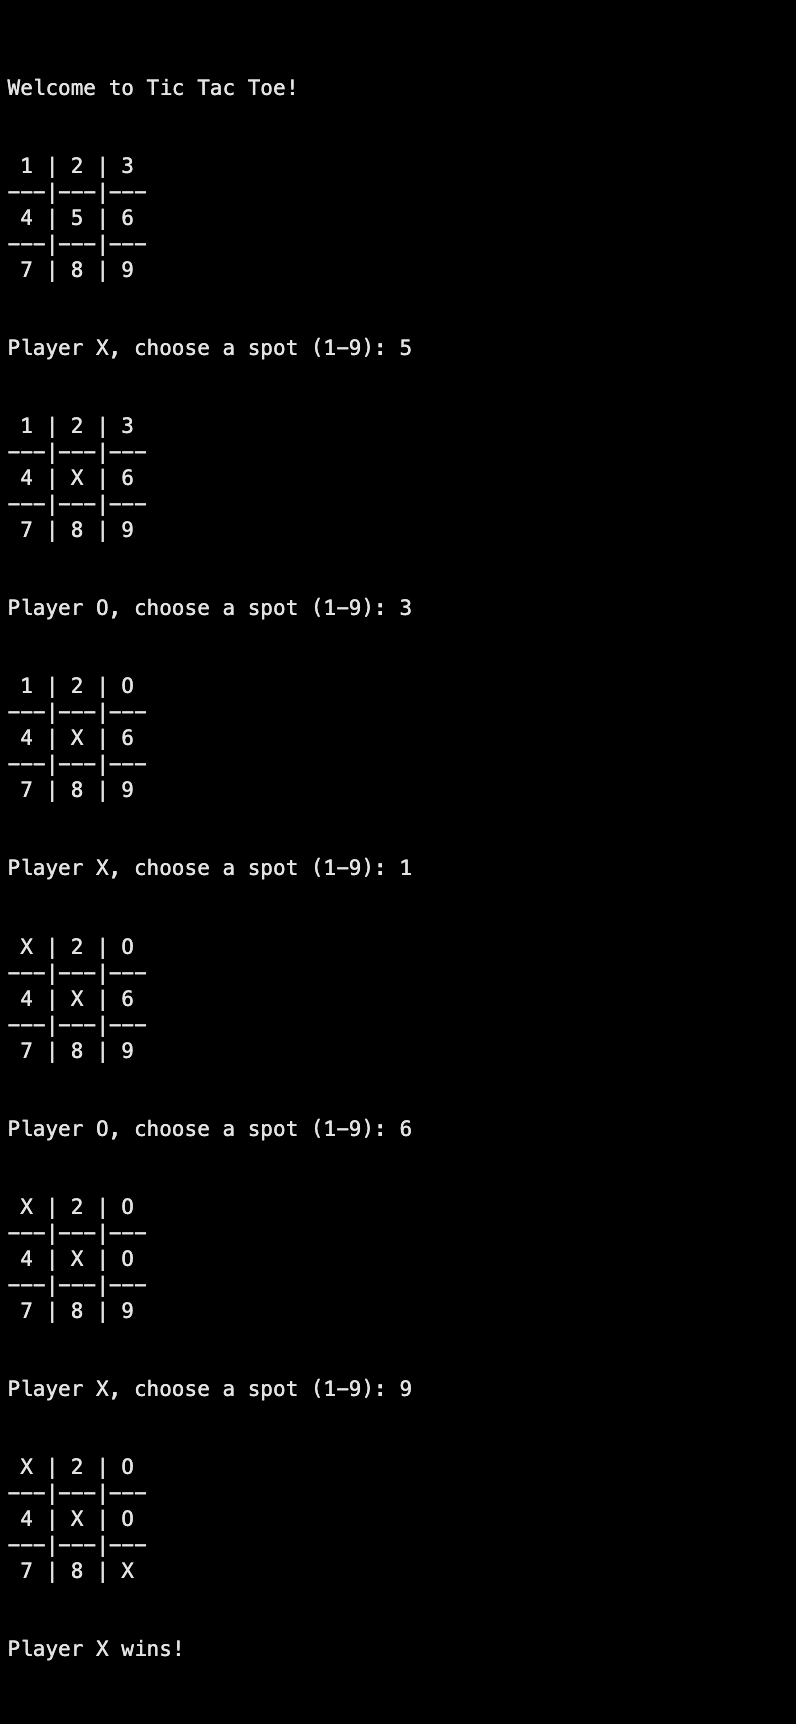 Welcome to Tic Tac Toe!
1 | 2 | 3
---|---|---
4 | 5 | 6
---|---|---
7 | 8 | 9
Player X, choose a spot (1-9): 5
1 | 2 | 3
---|---|---
4 | X | 6
---|---|---
7 | 8 | 9
Player O, choose a spot (1-9): 3
1 | 2 | O
---|---|---
4 | X | 6
---|---|---
7 | 8 | 9
Player X, choose a spot (1-9): 1
X | 2 | O
---|---|---
4 | X | 6
---|---|---
7 | 8 | 9
Player O, choose a spot (1-9): 6
X | 2 | O
---|---|---
4 | X | O
---|---|---
7 | 8 | 9
Player X, choose a spot (1-9): 9
X | 2 | O
---|---|---
4 | X | O
---|---|---
7 | 8 | X
Player X wins!